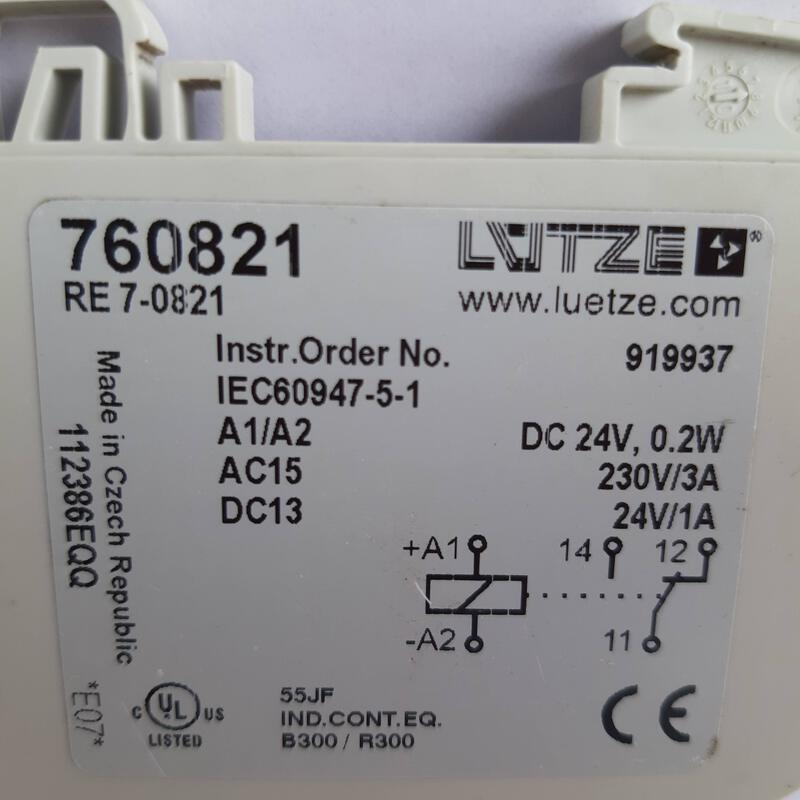 760821
RE 7-0821
LUTZE ®
www.luetze.com
Instr.Order No. 919937
IEC60947-5-1
A1/A2 DC 24V, 0.2W
AC15 230V/3A
DC13 24V/1A
+A1 14 12
-A2 11
Made in Czech Republic
112386EQQ
*E07*
C UL US
LISTED
55JF
IND.CONT.EQ.
B300 / R300
CE